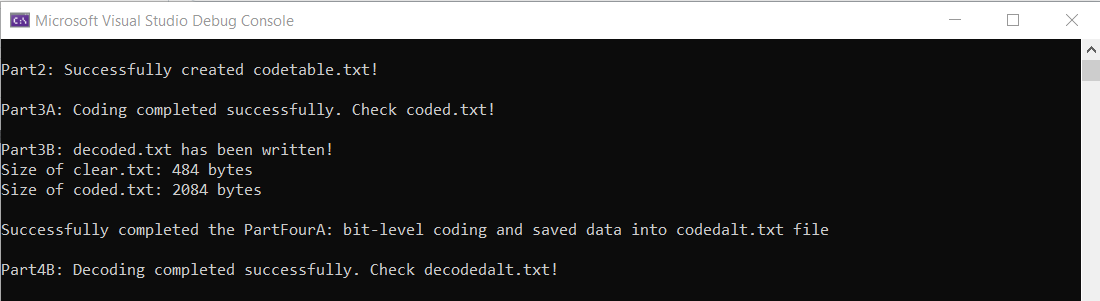 Microsoft Visual Studio Debug Console
Part2: Successfully created codetable.txt!
Part3A: Coding completed successfully. Check coded.txt!
Part3B: decoded.txt has been written!
Size of clear.txt: 484 bytes
Size of coded.txt: 2084 bytes
Successfully completed the PartFourA: bit-level coding and saved data into codedalt.txt file
Part4B: Decoding completed successfully. Check decodedalt.txt!